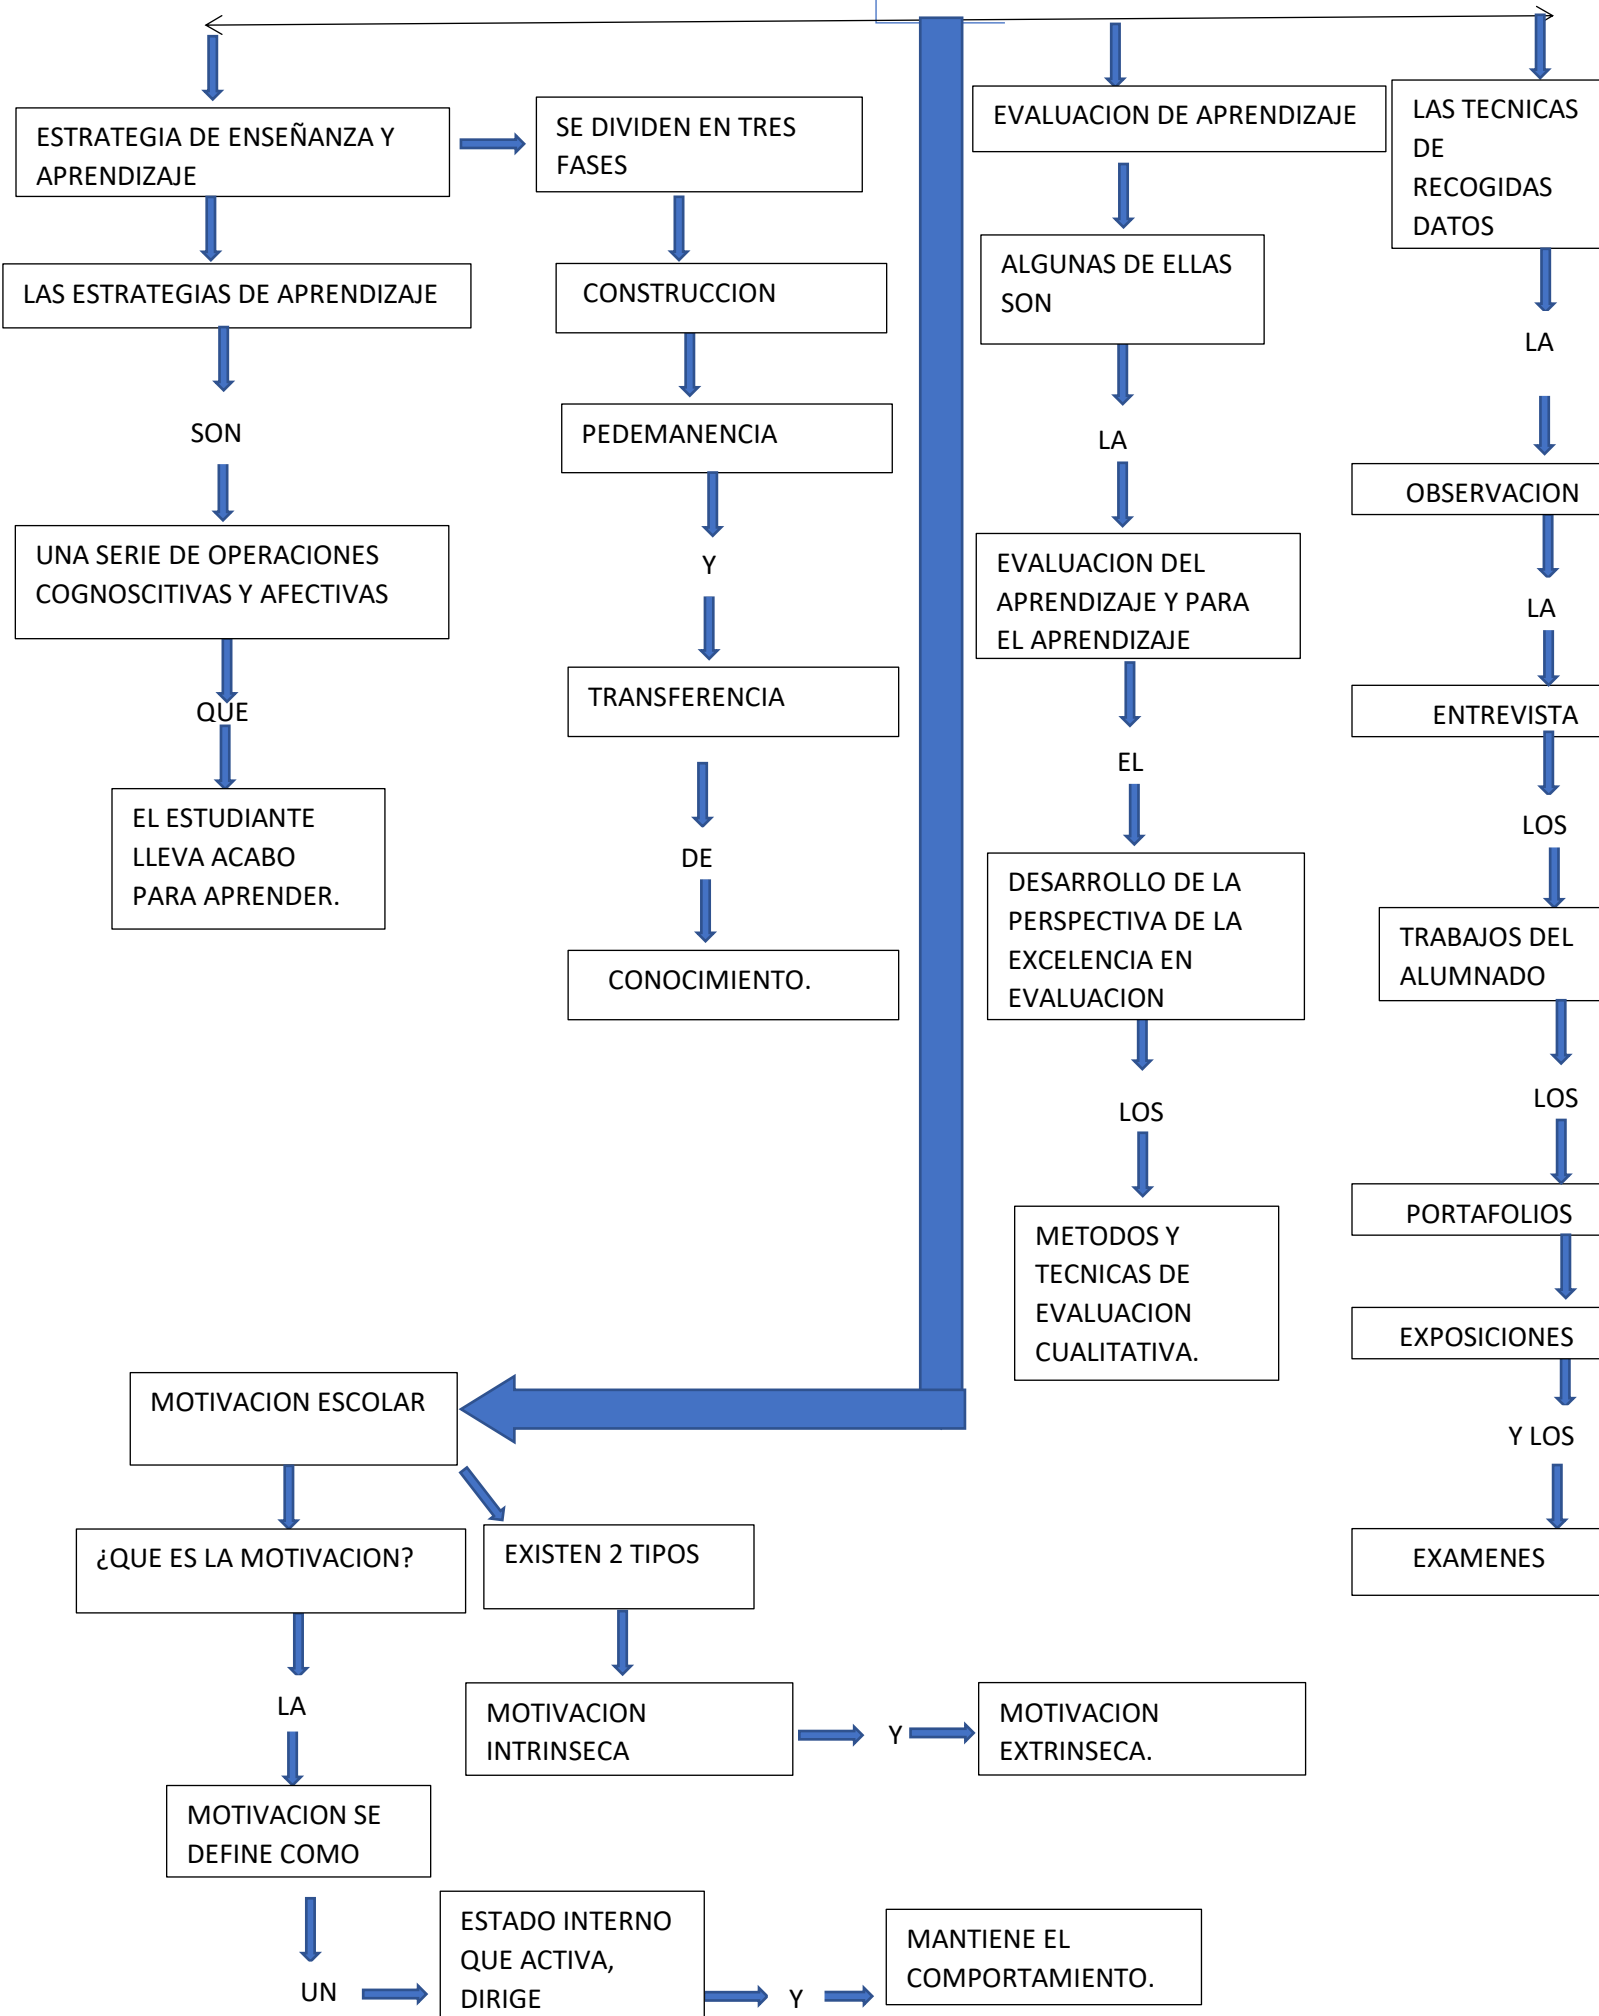 ESTRATEGIA DE ENSEÑANZA Y
APRENDIZAJE
LAS ESTRATEGIAS DE APRENDIZAJE
SON
UNA SERIE DE OPERACIONES
COGNOSCITIVAS Y AFECTIVAS
QUE
EL ESTUDIANTE
LLEVA ACABO
PARA APRENDER.
SE DIVIDEN EN TRES
FASES
CONSTRUCCION
PEDEMANENCIA
Y
TRANSFERENCIA
DE
CONOCIMIENTO.
EVALUACION DE APRENDIZAJE
ALGUNAS DE ELLAS
SON
LA
EVALUACION DEL
APRENDIZAJE Y PARA
EL APRENDIZAJE
EL
DESARROLLO DE LA
PERSPECTIVA DE LA
EXCELENCIA EN
EVALUACION
LOS
METODOS Y
TECNICAS DE
EVALUACION
CUALITATIVA.
LAS TECNICAS
DE
RECOGIDAS
DATOS
LA
OBSERVACION
LA
ENTREVISTA
LOS
TRABAJOS DEL
ALUMNADO
LOS
PORTAFOLIOS
EXPOSICIONES
Y LOS
EXAMENES
MOTIVACION ESCOLAR
¿QUE ES LA MOTIVACION?
LA
MOTIVACION SE
DEFINE COMO
UN
ESTADO INTERNO
QUE ACTIVA,
DIRIGE
Y
MANTIENE EL
COMPORTAMIENTO.
EXISTEN 2 TIPOS
MOTIVACION
INTRINSECA
Y
MOTIVACION
EXTRINSECA.